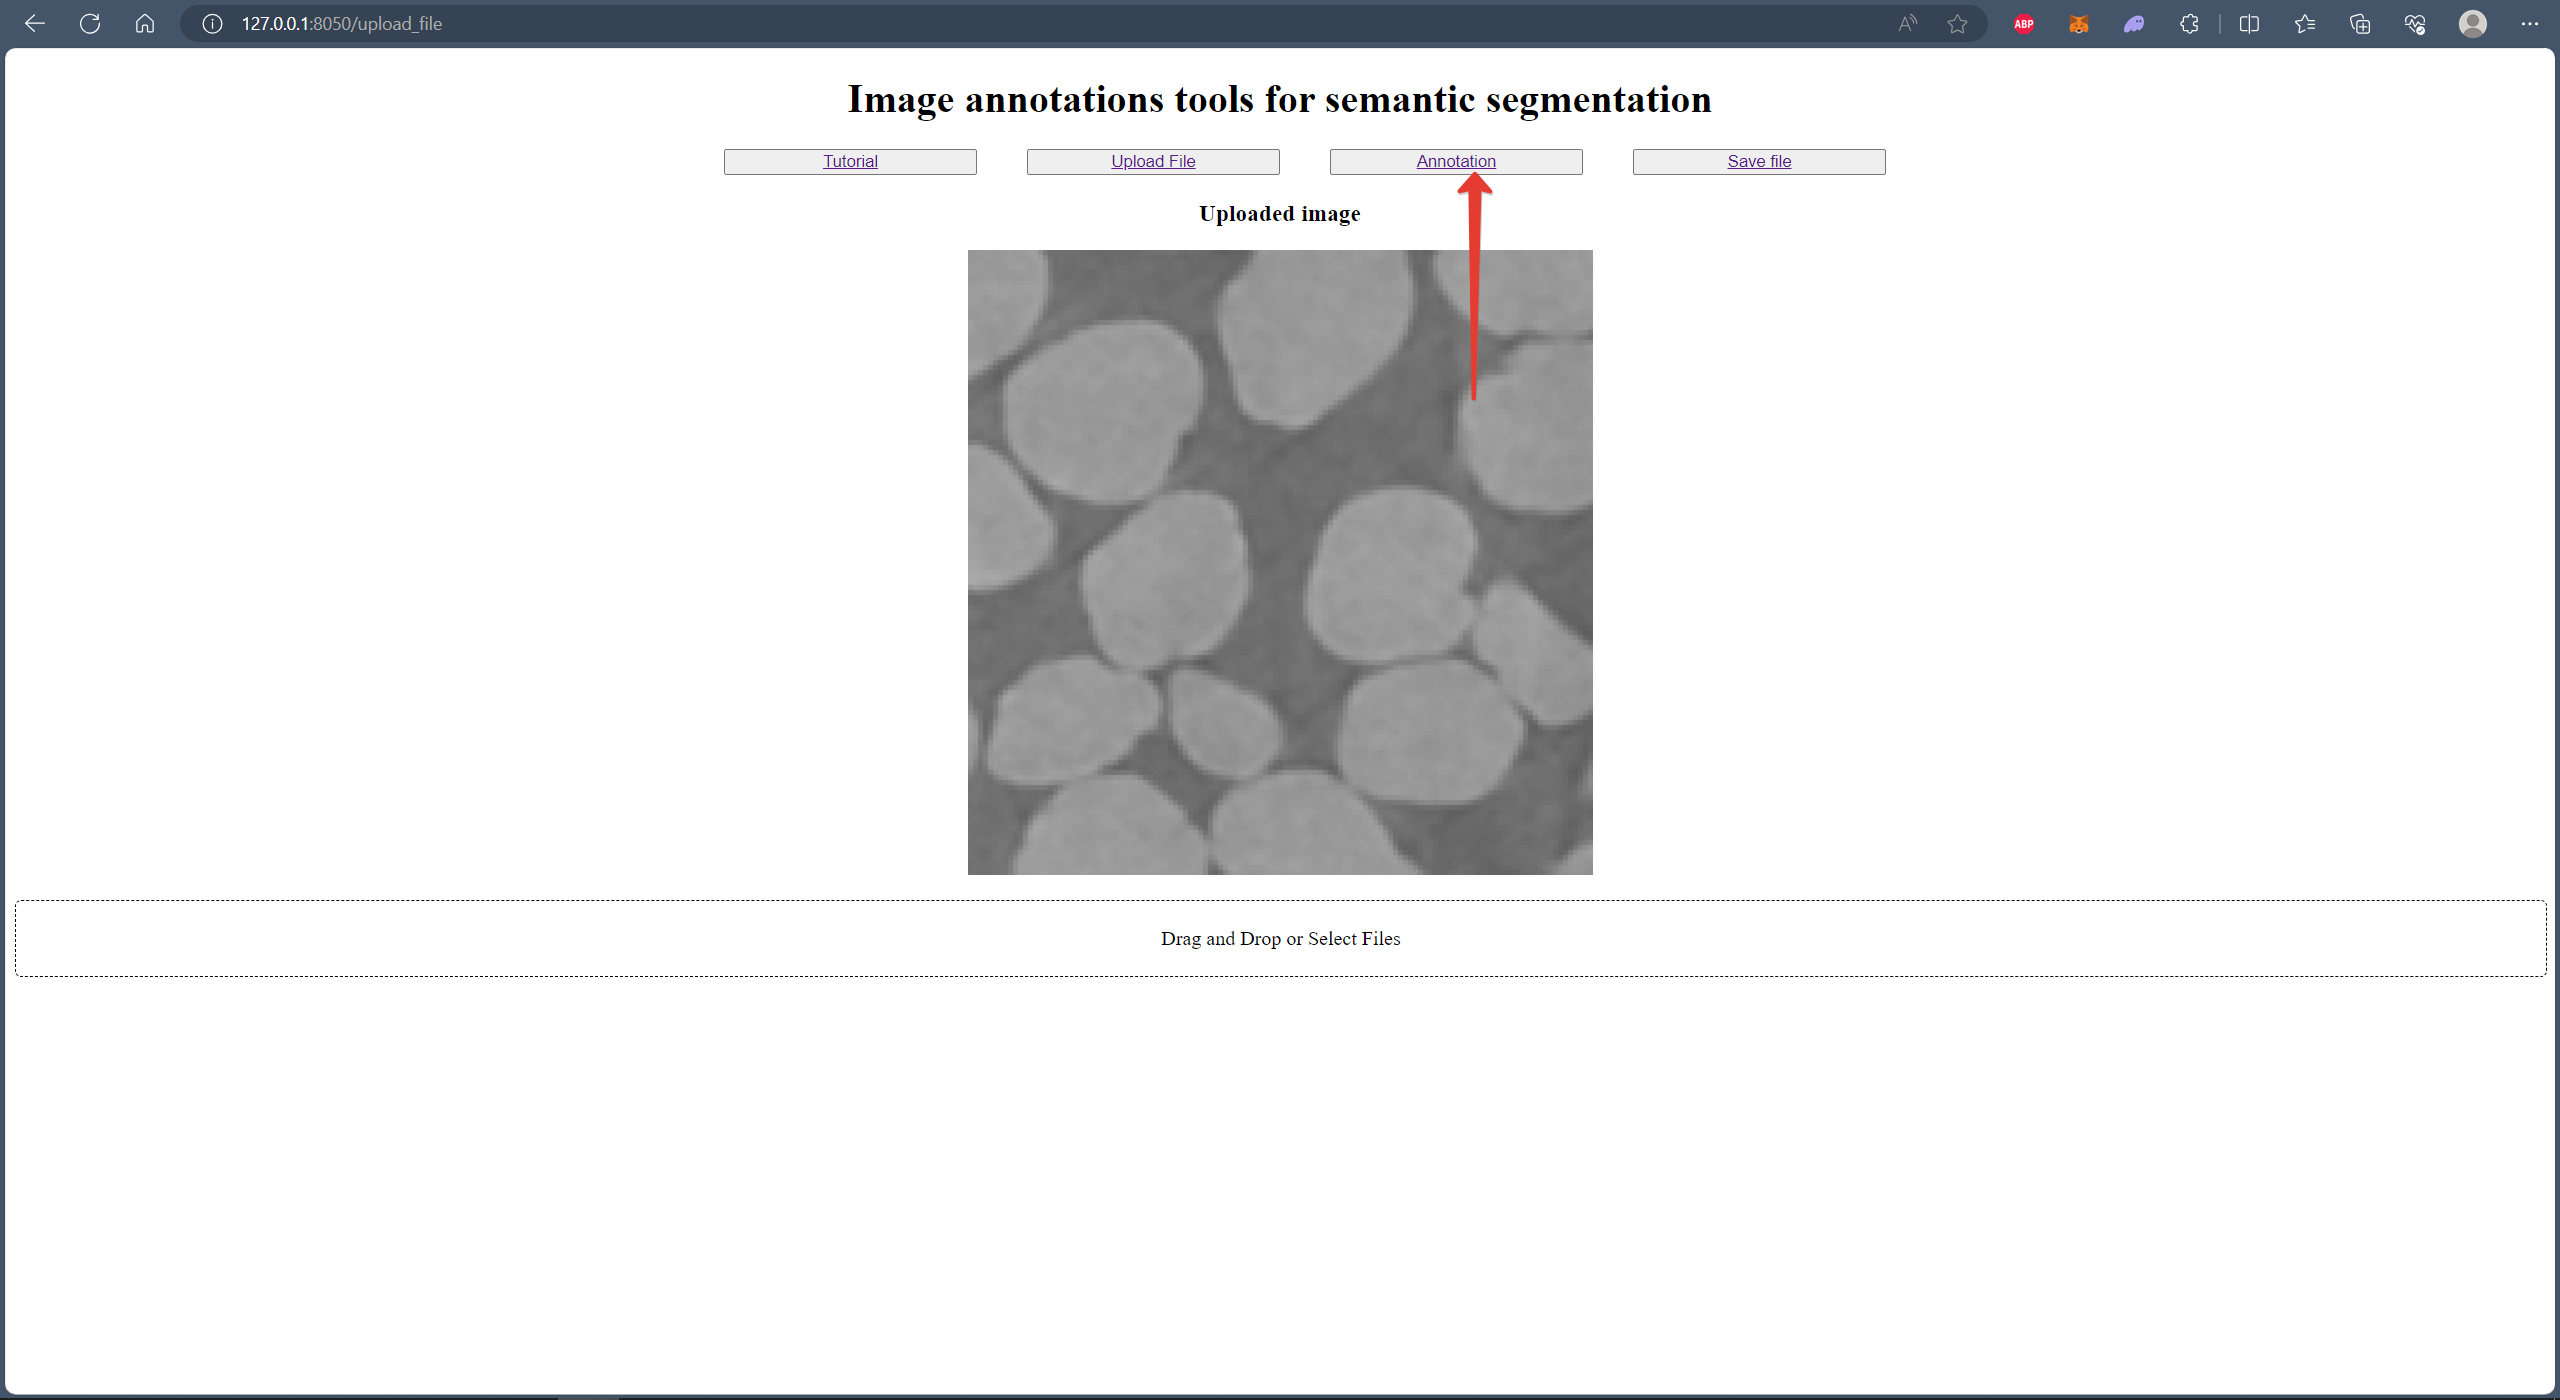 127.0.0.1:8050/upload_file
ABP
Image annotations tools for semantic segmentation
Tutorial
Upload File
Annotation
Save file
Uploaded image
Drag and Drop or Select Files